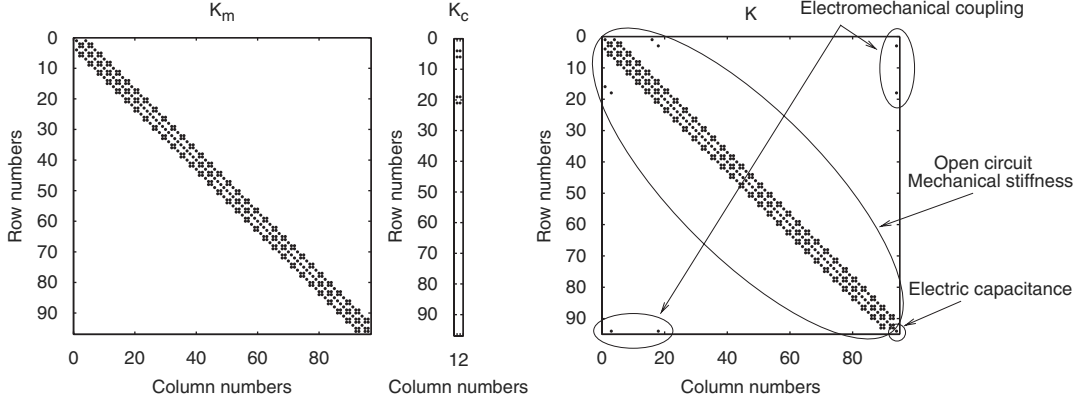 K_m
K_c
K
Electromechanical coupling
0
10
20
30
40
50
60
70
80
90
Row numbers
0 20 40 60 80
Column numbers
0
10
20
30
40
50
60
70
80
90
Row numbers
12
Column numbers
0
10
20
30
40
50
60
70
80
90
Row numbers
0 20 40 60 80
Column numbers
Open circuit
Mechanical stiffness
Electric capacitance